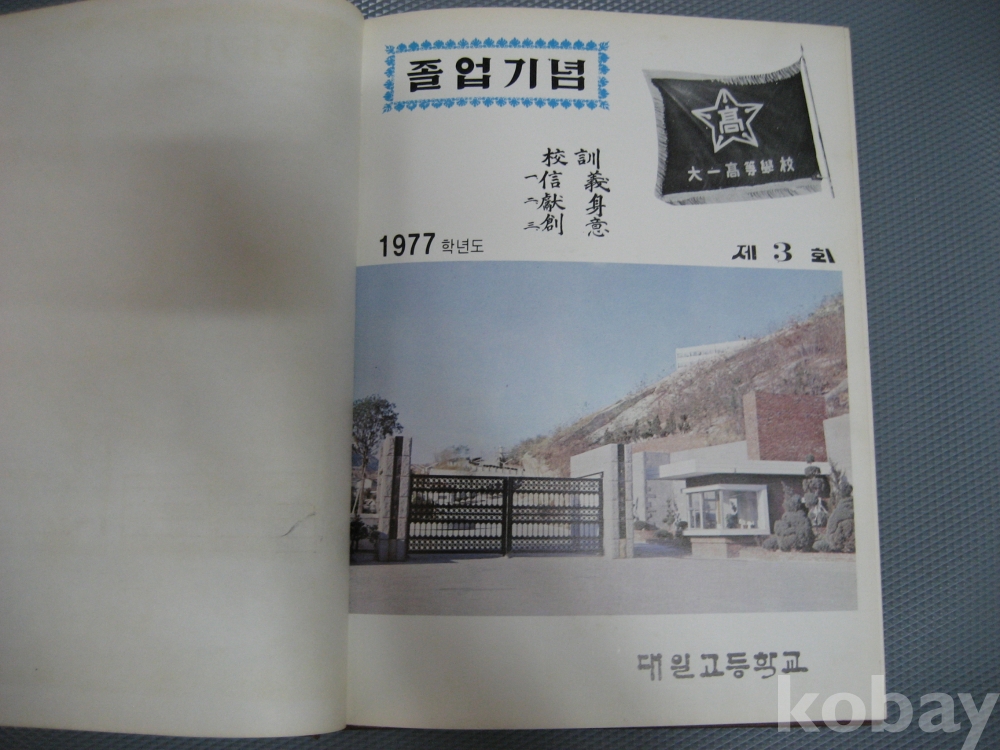 졸업기념
高
大一高等學校
校訓
一. 信義
二. 獻身
三. 創意
1977 학년도
제 3 회
대일고등학교
kobay